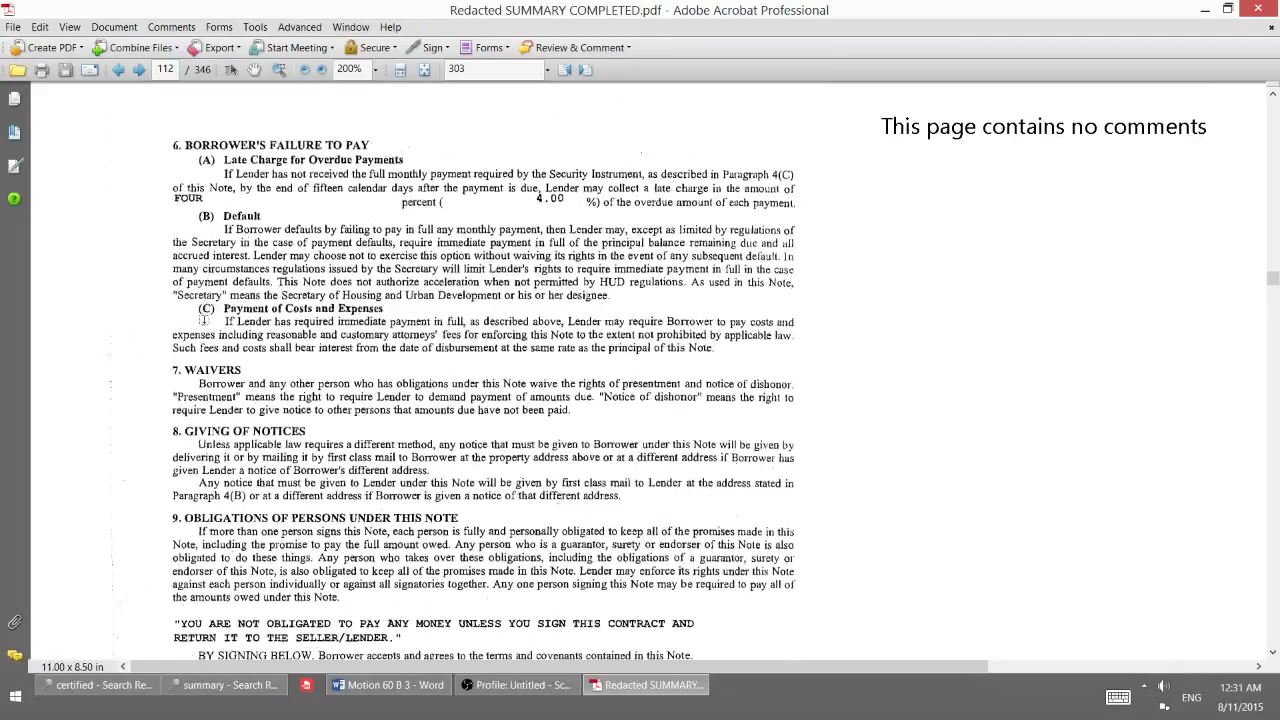 Redacted SUMMARY COMPLETED.pdf - Adobe Acrobat Professional
File Edit View Document Comments Forms Tools Advanced Window Help
Create PDF Combine Files Export Start Meeting Secure Sign Forms Review & Comment
112 / 346 200% 303
This page contains no comments
6. BORROWER'S FAILURE TO PAY
(A) Late Charge for Overdue Payments
If Lender has not received the full monthly payment required by the Security Instrument, as described in Paragraph 4(C)
of this Note, by the end of fifteen calendar days after the payment is due, Lender may collect a late charge in the amount of
FOUR percent ( 4.00 %) of the overdue amount of each payment.
(B) Default
If Borrower defaults by failing to pay in full any monthly payment, then Lender may, except as limited by regulations of
the Secretary in the case of payment defaults, require immediate payment in full of the principal balance remaining due and all
accrued interest. Lender may choose not to exercise this option without waiving its rights in the event of any subsequent default. In
many circumstances regulations issued by the Secretary will limit Lender's rights to require immediate payment in full in the case
of payment defaults. This Note does not authorize acceleration when not permitted by HUD regulations. As used in this Note,
"Secretary" means the Secretary of Housing and Urban Development or his or her designee.
(C) Payment of Costs and Expenses
If Lender has required immediate payment in full, as described above, Lender may require Borrower to pay costs and
expenses including reasonable and customary attorneys' fees for enforcing this Note to the extent not prohibited by applicable law.
Such fees and costs shall bear interest from the date of disbursement at the same rate as the principal of this Note.
7. WAIVERS
Borrower and any other person who has obligations under this Note waive the rights of presentment and notice of dishonor.
"Presentment" means the right to require Lender to demand payment of amounts due. "Notice of dishonor" means the right to
require Lender to give notice to other persons that amounts due have not been paid.
8. GIVING OF NOTICES
Unless applicable law requires a different method, any notice that must be given to Borrower under this Note will be given by
delivering it or by mailing it by first class mail to Borrower at the property address above or at a different address if Borrower has
given Lender a notice of Borrower's different address.
Any notice that must be given to Lender under this Note will be given by first class mail to Lender at the address stated in
Paragraph 4(B) or at a different address if Borrower is given a notice of that different address.
9. OBLIGATIONS OF PERSONS UNDER THIS NOTE
If more than one person signs this Note, each person is fully and personally obligated to keep all of the promises made in this
Note, including the promise to pay the full amount owed. Any person who is a guarantor, surety or endorser of this Note is also
obligated to do these things. Any person who takes over these obligations, including the obligations of a guarantor, surety or
endorser of this Note, is also obligated to keep all of the promises made in this Note. Lender may enforce its rights under this Note
against each person individually or against all signatories together. Any one person signing this Note may be required to pay all of
the amounts owed under this Note.
"YOU ARE NOT OBLIGATED TO PAY ANY MONEY UNLESS YOU SIGN THIS CONTRACT AND
RETURN IT TO THE SELLER/LENDER."
BY SIGNING BELOW, Borrower accepts and agrees to the terms and covenants contained in this Note.
11.00 x 8.50 in
certified - Search Re... summary - Search R... Motion 60 B 3 - Word Profile: Untitled - Sc... Redacted SUMMARY... ENG 12:31 AM
8/11/2015